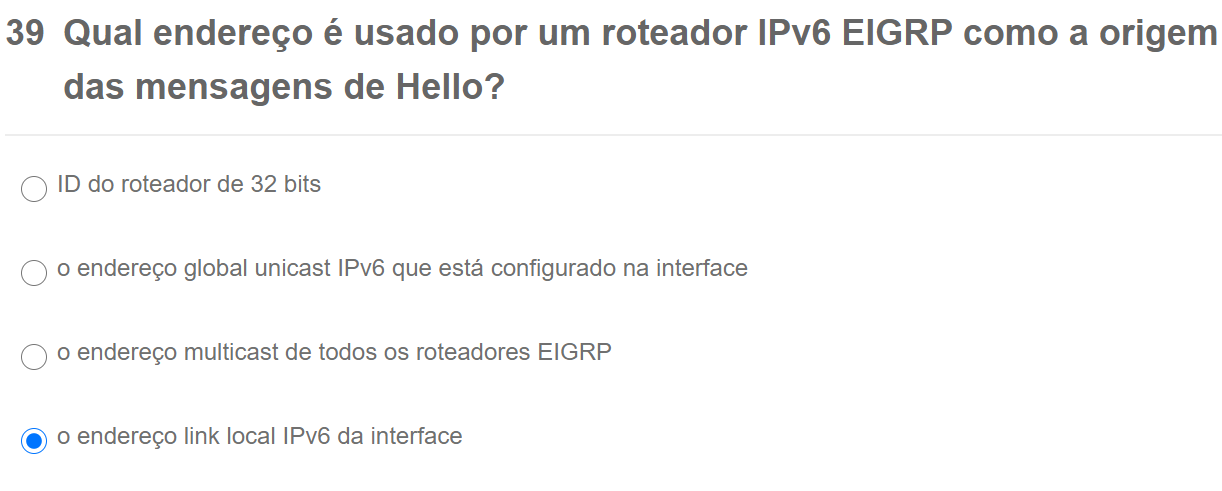 39 Qual endereço é usado por um roteador IPv6 EIGRP como a origem
das mensagens de Hello?
ID do roteador de 32 bits
o endereço global unicast IPv6 que está configurado na interface
o endereço multicast de todos os roteadores EIGRP
o endereço link local IPv6 da interface